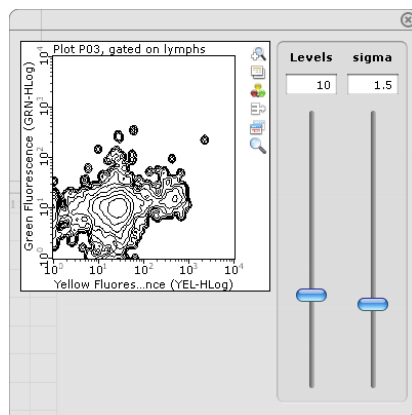 Plot P03, gated on lymphs
Green Fluorescence (GRN-HLog)
10^4
10^3
10^2
10^1
10^0
10^0 10^1 10^2 10^3 10^4
Yellow Fluores...nce (YEL-HLog)
Levels sigma
10 1.5